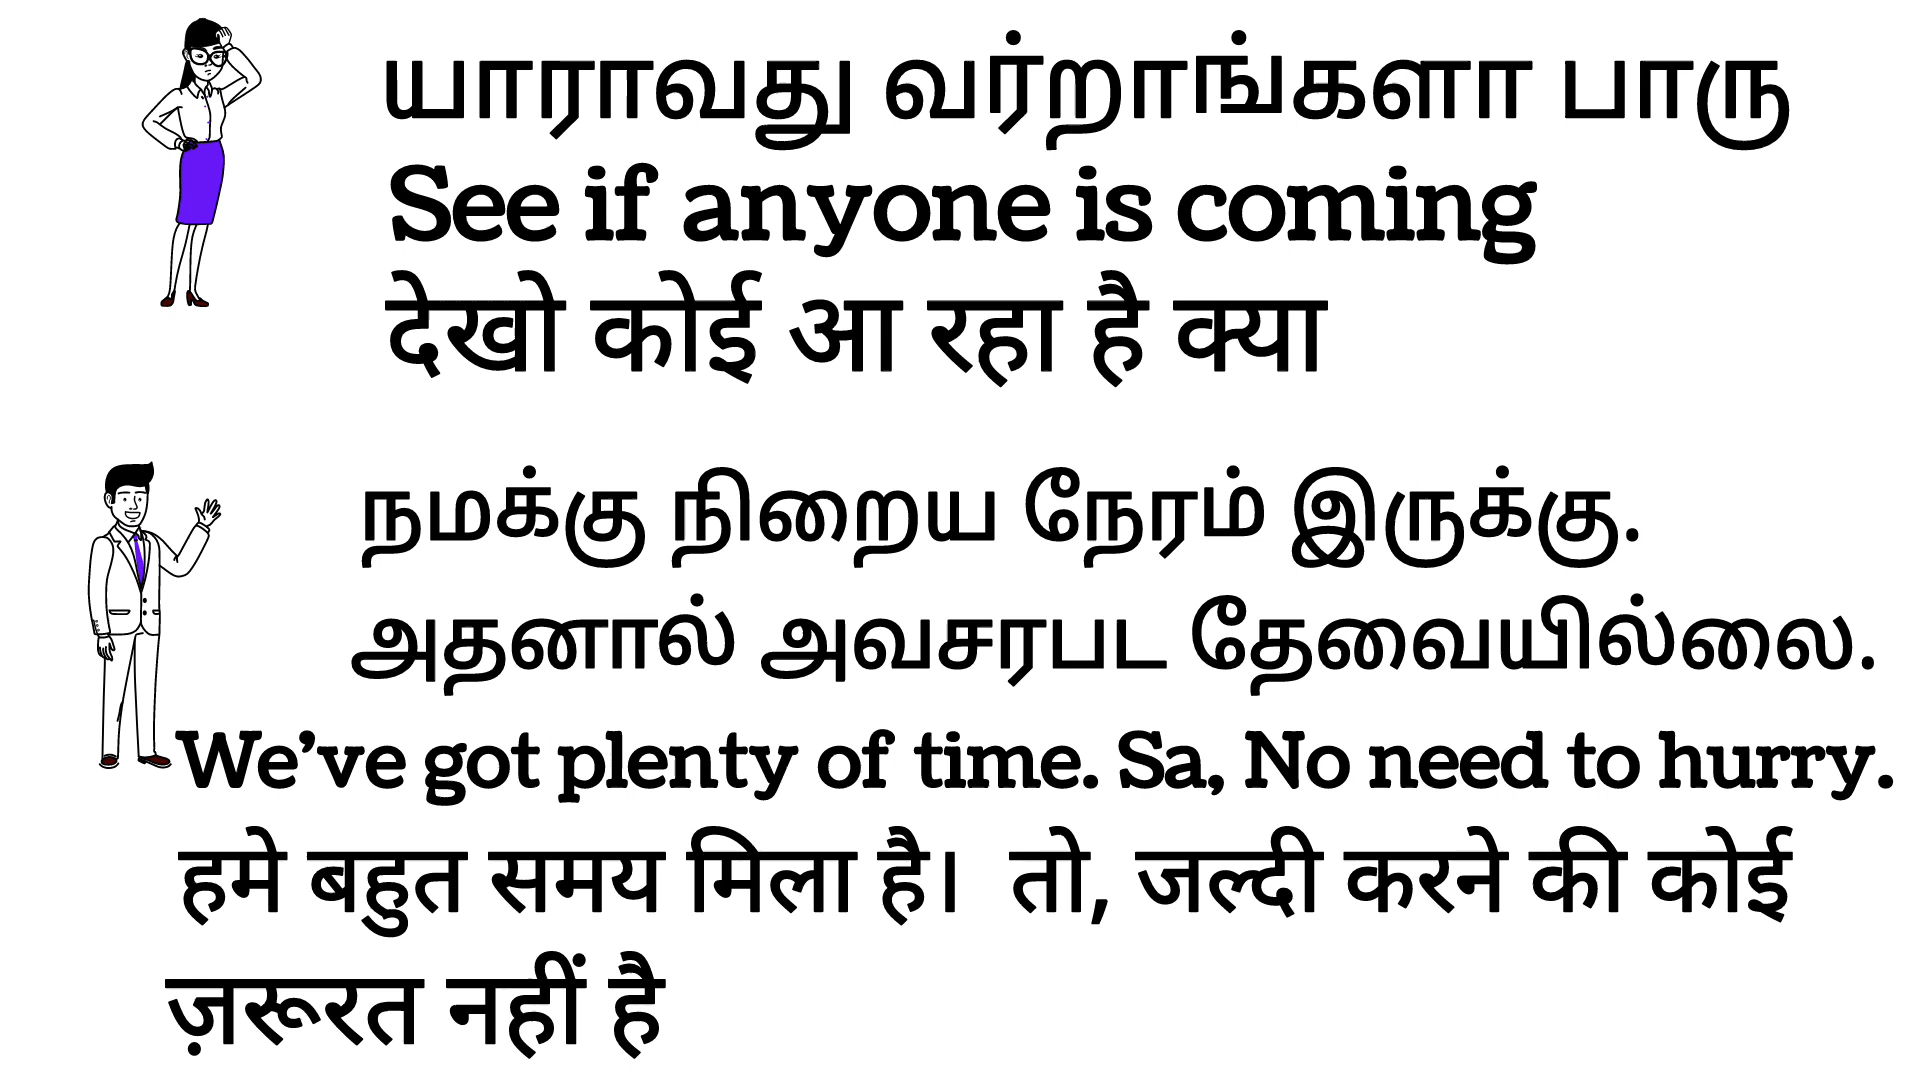 யாராவது வர்றாங்களா பாரு
See if anyone is coming
देखो कोई आ रहा है क्या
நமக்கு நிறைய நேரம் இருக்கு.
அதனால் அவசரபட தேவையில்லை.
We've got plenty of time. Sa, No need to hurry.
हमे बहुत समय मिला है। तो, जल्दी करने की कोई
ज़रूरत नहीं है